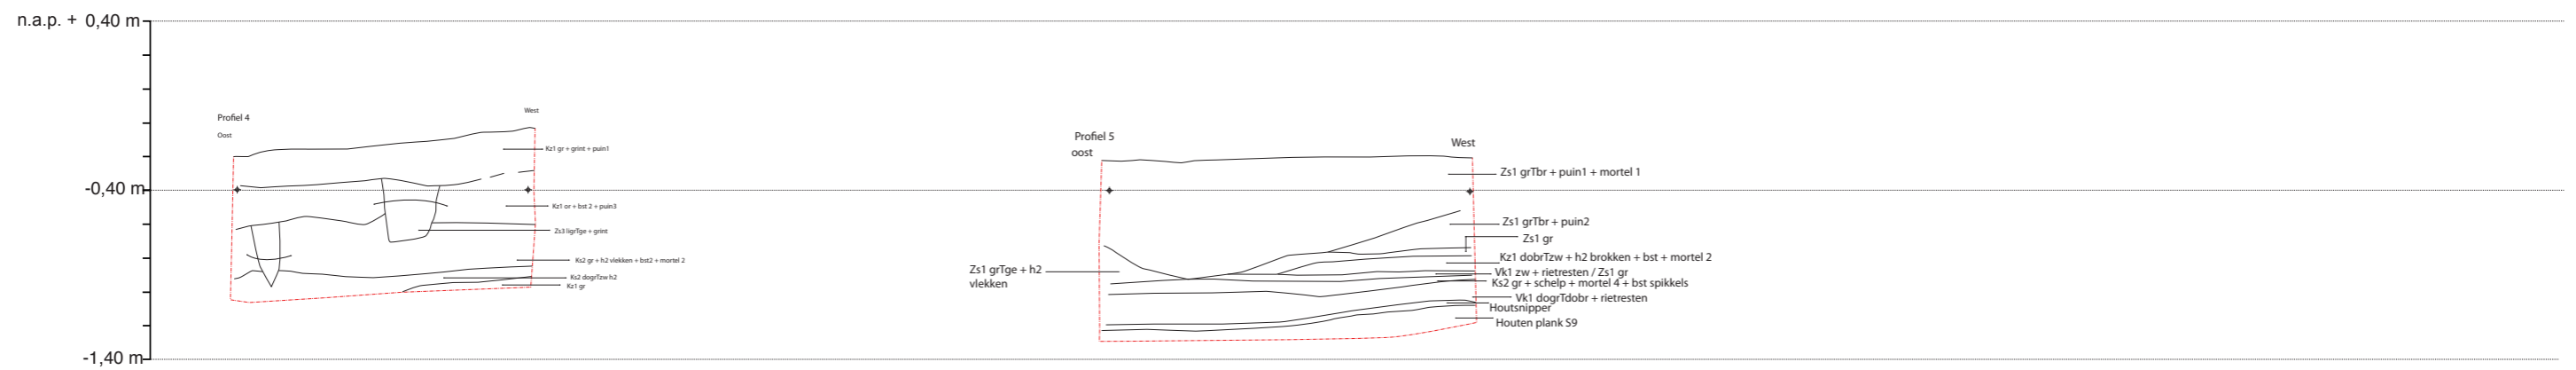 n.a.p. + 0,40 m
-0,40 m
-1,40 m
Profiel 4
Oost
West
Kz1 gr + grint + puin1
Kz1 or + bst 2 + puin3
Zs3 ligrTge + grint
Ks2 gr + h2 vlekken + bst2 + mortel 2
Ks2 dogrTzw h2
Kz1 gr
Profiel 5
oost
West
Zs1 grTge + h2
vlekken
Zs1 grTbr + puin1 + mortel 1
Zs1 grTbr + puin2
Zs1 gr
Kz1 dobrTzw + h2 brokken + bst + mortel 2
Vk1 zw + rietresten / Zs1 gr
Ks2 gr + schelp + mortel 4 + bst spikkels
Vk1 dogrTdobr + rietresten
Houtsnipper
Houten plank S9